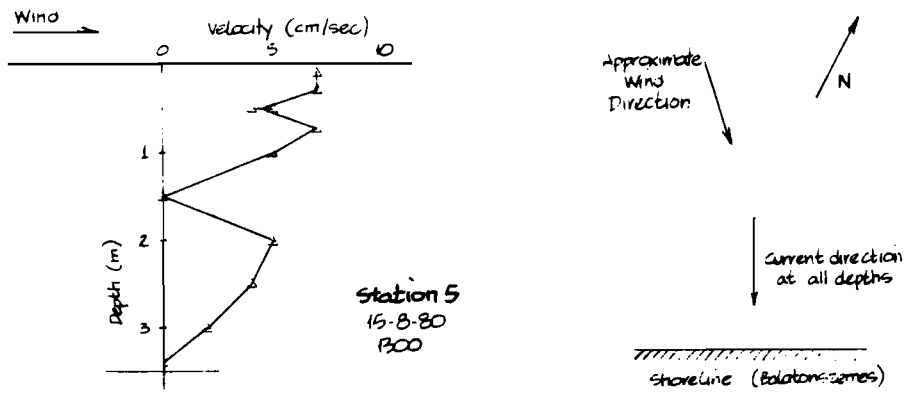 Wind
Velocity (cm/sec)
0 5 10
1
2
3
Depth (m)
Station 5
15-8-80
1300
Approximate
Wind
Direction
N
Current direction
at all depths
Shoreline (Balatonszemes)